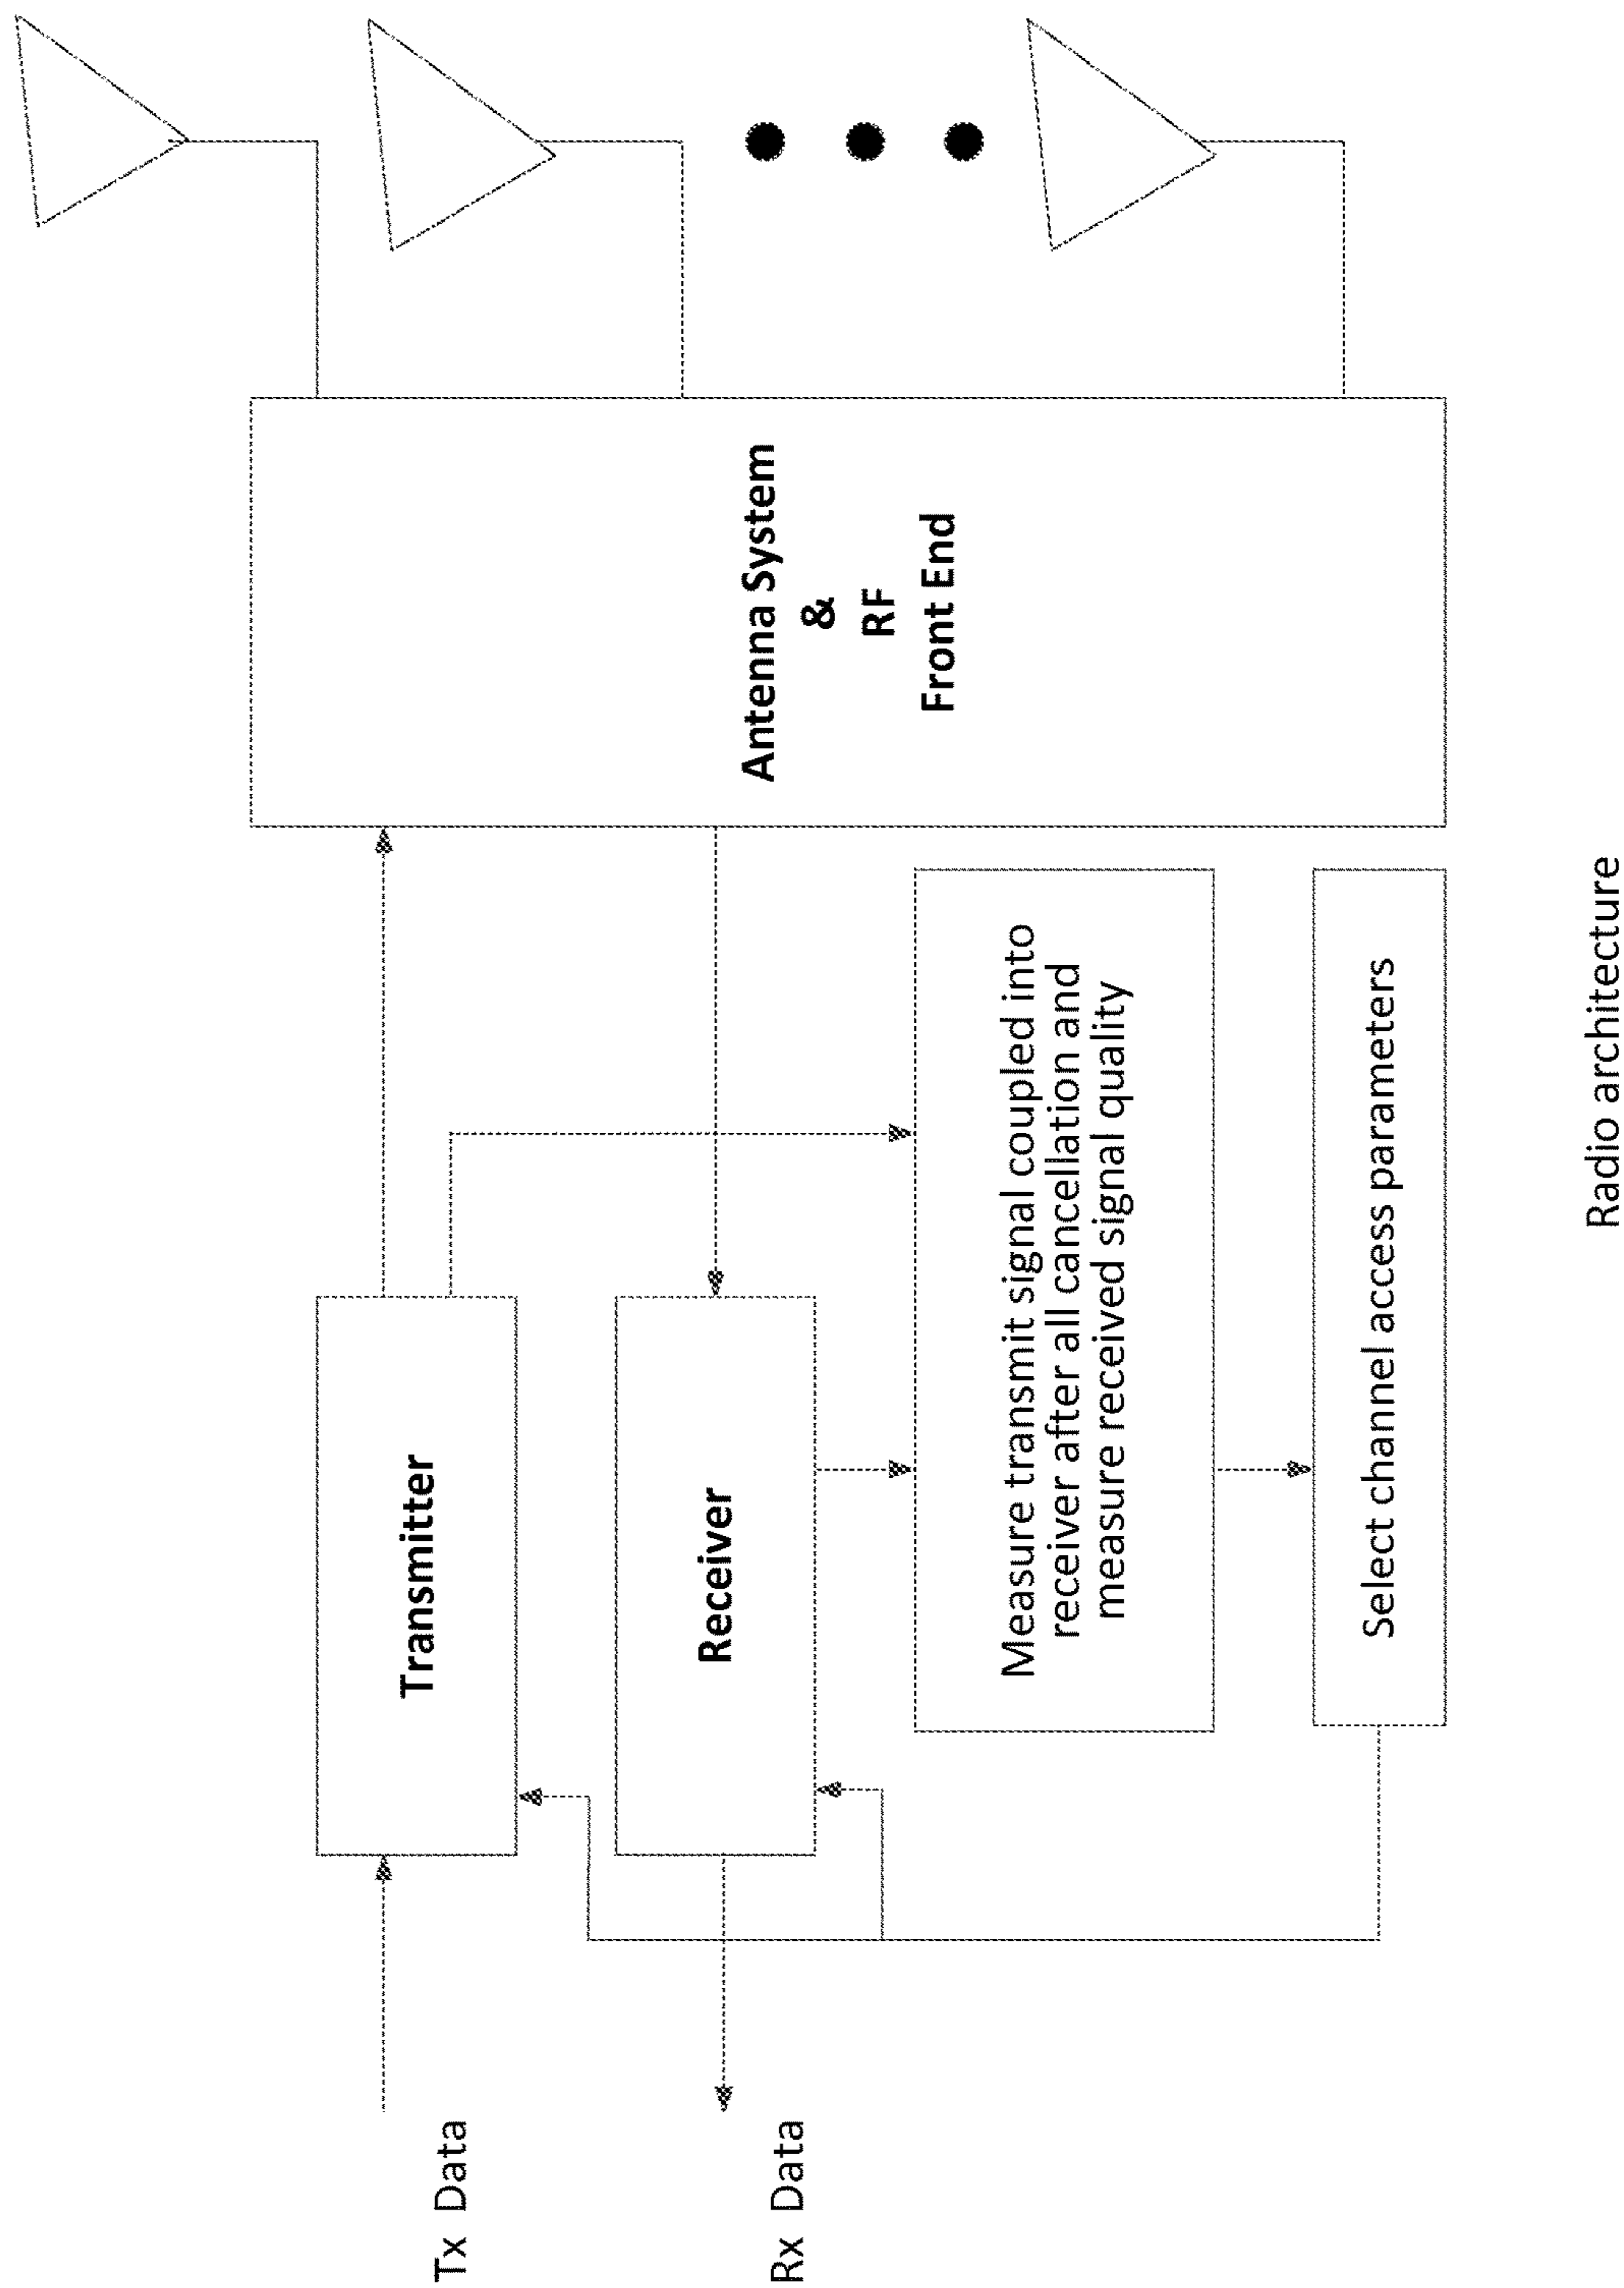 Tx Data
Rx Data
Transmitter
Receiver
Measure transmit signal coupled into
receiver after all cancellation and
measure received signal quality
Select channel access parameters
Antenna System
&
RF
Front End
Radio architecture